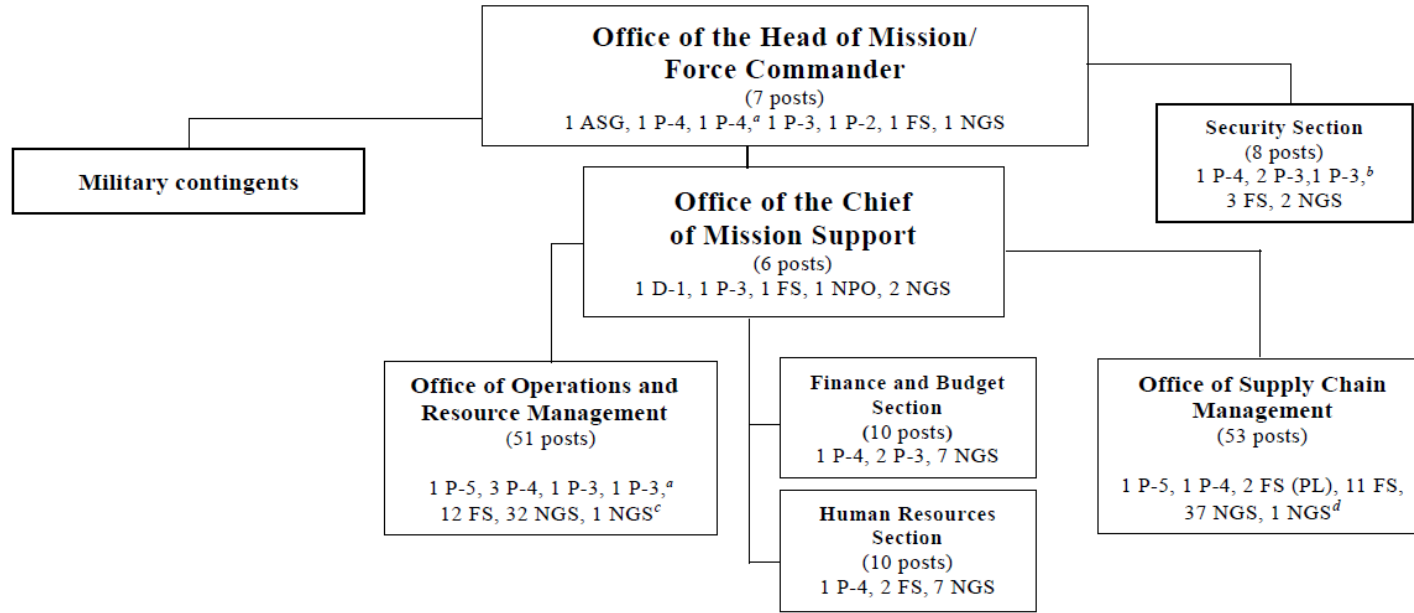 Office of the Head of Mission/
Force Commander
(7 posts)
1 ASG, 1 P-4, 1 P-4,ᵃ 1 P-3, 1 P-2, 1 FS, 1 NGS
Military contingents
Security Section
(8 posts)
1 P-4, 2 P-3,1 P-3,ᵇ
3 FS, 2 NGS
Office of the Chief
of Mission Support
(6 posts)
1 D-1, 1 P-3, 1 FS, 1 NPO, 2 NGS
Office of Operations and
Resource Management
(51 posts)
1 P-5, 3 P-4, 1 P-3, 1 P-3,ᵃ
12 FS, 32 NGS, 1 NGSᶜ
Finance and Budget
Section
(10 posts)
1 P-4, 2 P-3, 7 NGS
Human Resources
Section
(10 posts)
1 P-4, 2 FS, 7 NGS
Office of Supply Chain
Management
(53 posts)
1 P-5, 1 P-4, 2 FS (PL), 11 FS,
37 NGS, 1 NGSᵈ